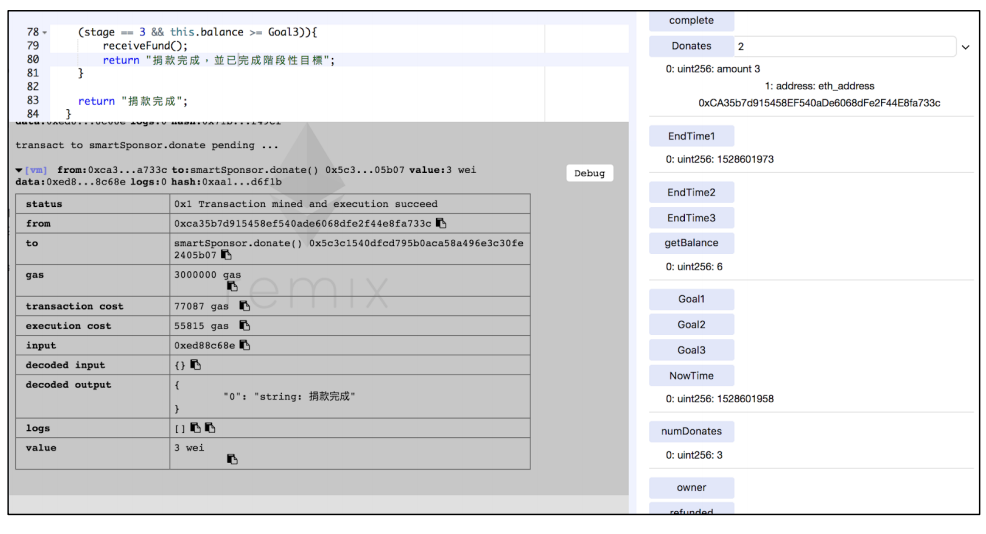 78    (stage == 3 && this.balance >= Goal3)){
79        receiveFund();
80        return "捐款完成，並已完成階段性目標";
81    }
82
83    return "捐款完成";
84  }
transact to smartSponsor.donate pending ...
[vm] from:0xca3...a733c to:smartSponsor.donate() 0x5c3...05b07 value:3 wei
data:0xed8...8c68e logs:0 hash:0xaa1...d6f1b
Debug
status 0x1 Transaction mined and execution succeed
from 0xca35b7d915458ef540ade6068dfe2f44e8fa733c
to smartSponsor.donate() 0x5c3c1540dfcd795b0aca58a496e3c30fe
2405b07
gas 3000000 gas
remix
transaction cost 77087 gas
execution cost 55815 gas
input 0xed88c68e
decoded input {}
decoded output {
"0": "string: 捐款完成"
}
logs []
value 3 wei
complete
Donates 2
0: uint256: amount 3
1: address: eth_address
0xCA35b7d915458EF540aDe6068dFe2F44E8fa733c
EndTime1
0: uint256: 1528601973
EndTime2
EndTime3
getBalance
0: uint256: 6
Goal1
Goal2
Goal3
NowTime
0: uint256: 1528601958
numDonates
0: uint256: 3
owner
refunded